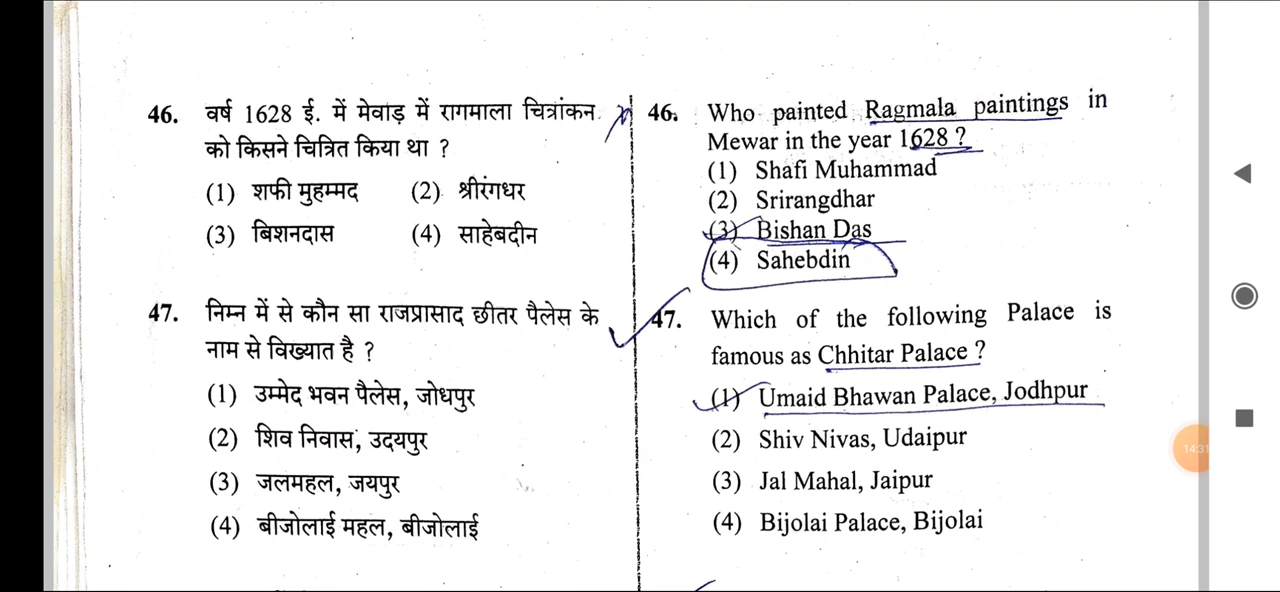 46. वर्ष 1628 ई. में मेवाड़ में रागमाला चित्रांकन
को किसने चित्रित किया था ?
(1) शफी मुहम्मद (2) श्रीरंगधर
(3) बिशनदास (4) साहेबदीन
47. निम्न में से कौन सा राजप्रासाद छीतर पैलेस के
नाम से विख्यात है ?
(1) उम्मेद भवन पैलेस, जोधपुर
(2) शिव निवास, उदयपुर
(3) जलमहल, जयपुर
(4) बीजोलाई महल, बीजोलाई
46. Who painted Ragmala paintings in
Mewar in the year 1628 ?
(1) Shafi Muhammad
(2) Srirangdhar
(3) Bishan Das
(4) Sahebdin
47. Which of the following Palace is
famous as Chhitar Palace ?
(1) Umaid Bhawan Palace, Jodhpur
(2) Shiv Nivas, Udaipur
(3) Jal Mahal, Jaipur
(4) Bijolai Palace, Bijolai
14:31